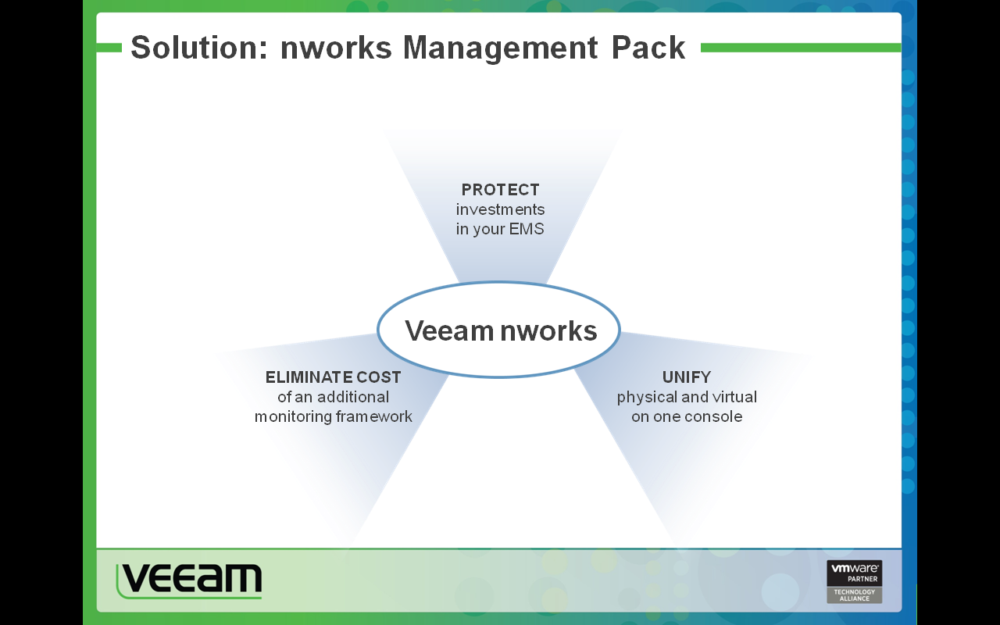 Solution: nworks Management Pack
PROTECT
investments
in your EMS
Veeam nworks
ELIMINATE COST
of an additional
monitoring framework
UNIFY
physical and virtual
on one console
veeam
vmware®
PARTNER
TECHNOLOGY
ALLIANCE